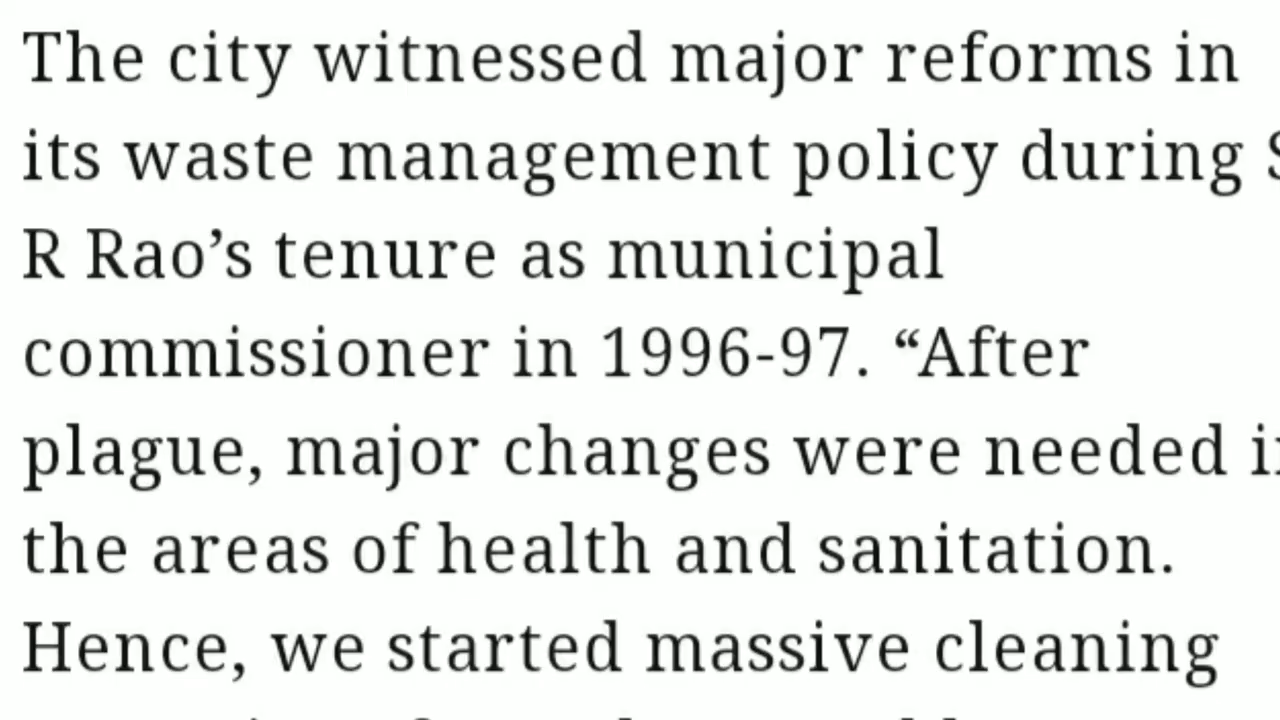 The city witnessed major reforms in
its waste management policy during S
R Rao’s tenure as municipal
commissioner in 1996-97. “After
plague, major changes were needed in
the areas of health and sanitation.
Hence, we started massive cleaning